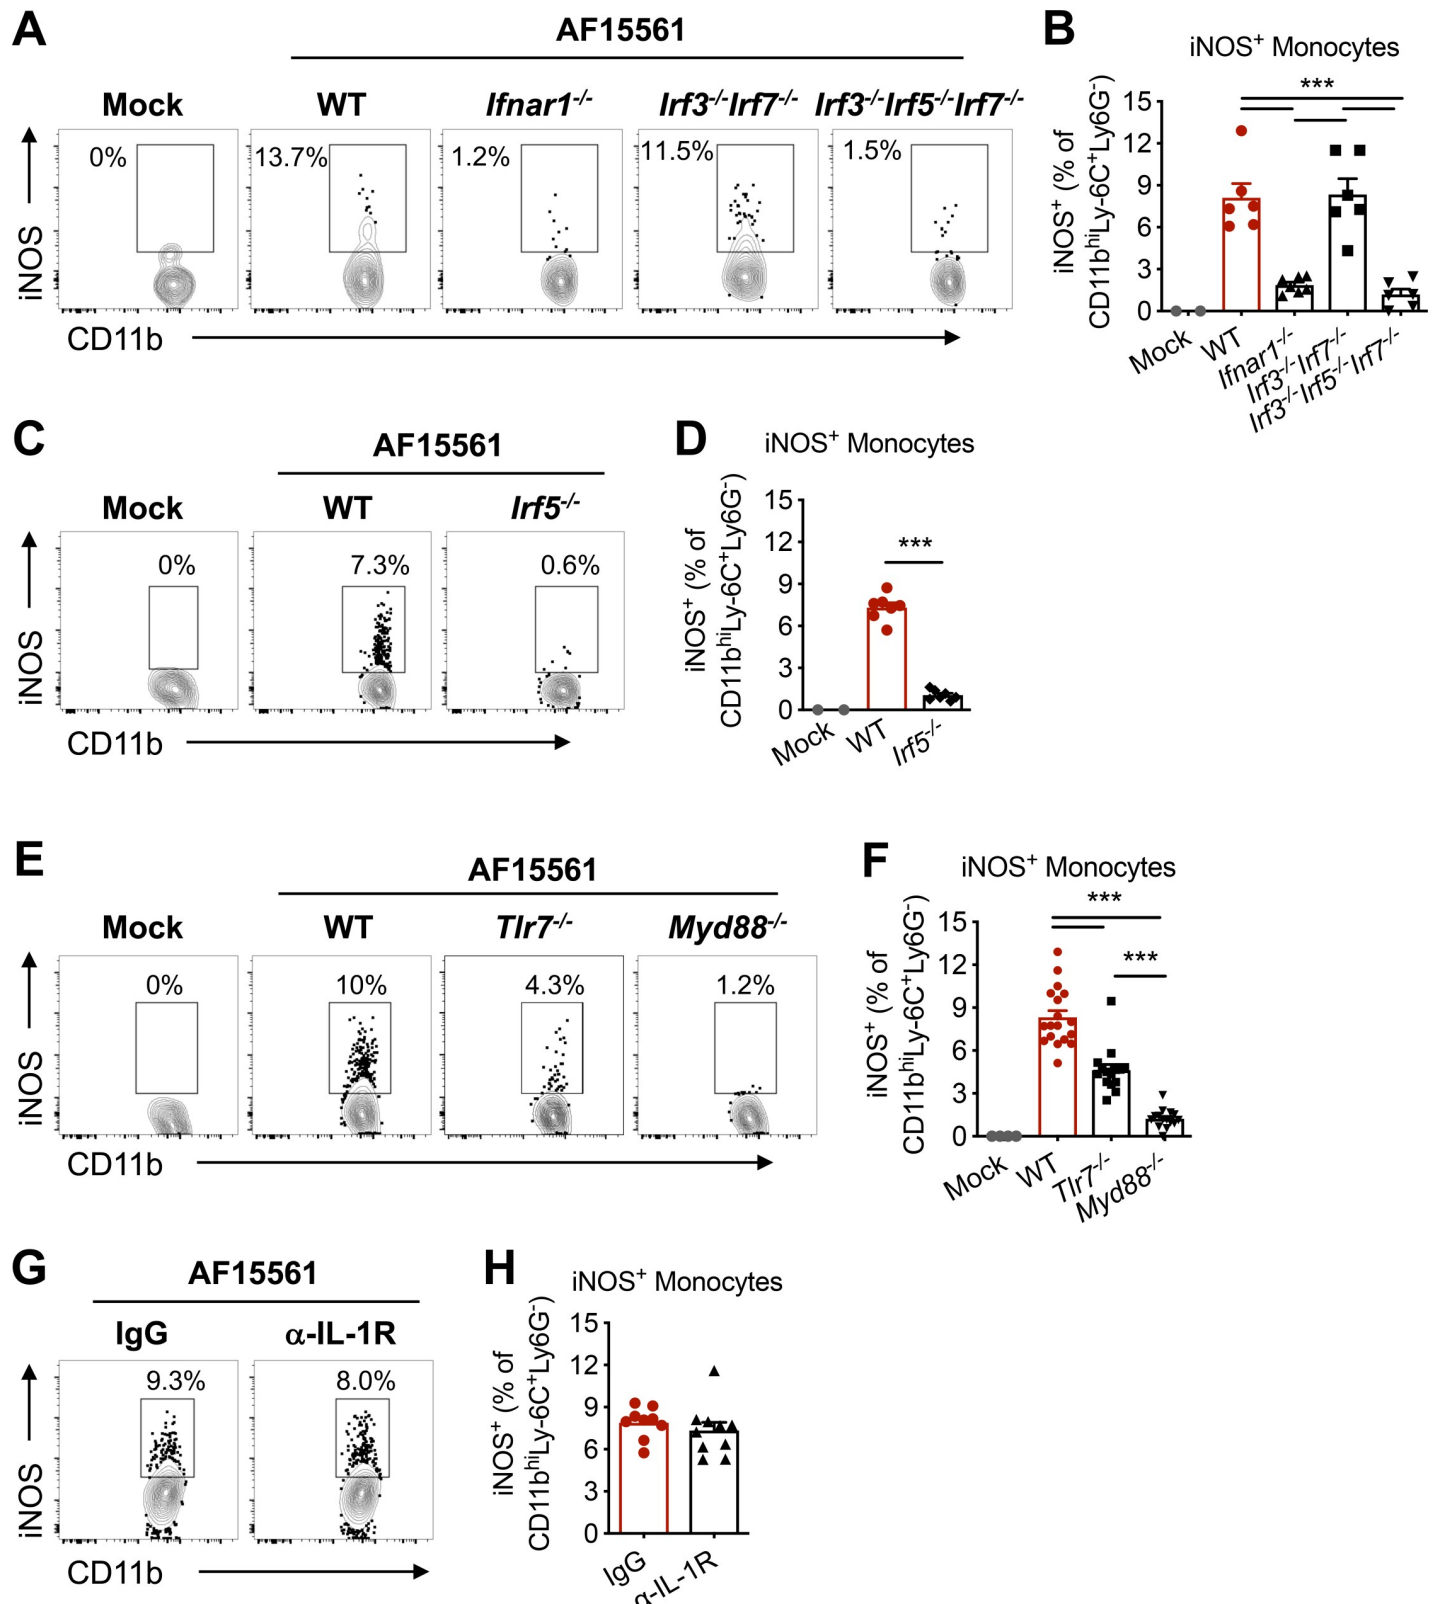 A
AF15561
Mock WT Ifnar1-/- Irf3-/-Irf7-/- Irf3-/-Irf5-/-Irf7-/-
0% 13.7% 1.2% 11.5% 1.5%
iNOS
CD11b
B
iNOS+ Monocytes
***
iNOS+ (% of
CD11bhiLy-6C+Ly6G-)
15
12
9
6
3
0
Mock WT Ifnar1-/- Irf3-/-Irf7-/- Irf3-/-Irf5-/-Irf7-/-
C
AF15561
Mock WT Irf5-/-
0% 7.3% 0.6%
iNOS
CD11b
D
iNOS+ Monocytes
***
iNOS+ (% of
CD11bhiLy-6C+Ly6G-)
15
12
9
6
3
0
Mock WT Irf5-/-
E
AF15561
Mock WT Tlr7-/- Myd88-/-
0% 10% 4.3% 1.2%
iNOS
CD11b
F
iNOS+ Monocytes
***
***
iNOS+ (% of
CD11bhiLy-6C+Ly6G-)
15
12
9
6
3
0
Mock WT Tlr7-/- Myd88-/-
G
AF15561
IgG α-IL-1R
9.3% 8.0%
iNOS
CD11b
H
iNOS+ Monocytes
iNOS+ (% of
CD11bhiLy-6C+Ly6G-)
15
12
9
6
3
0
IgG α-IL-1R